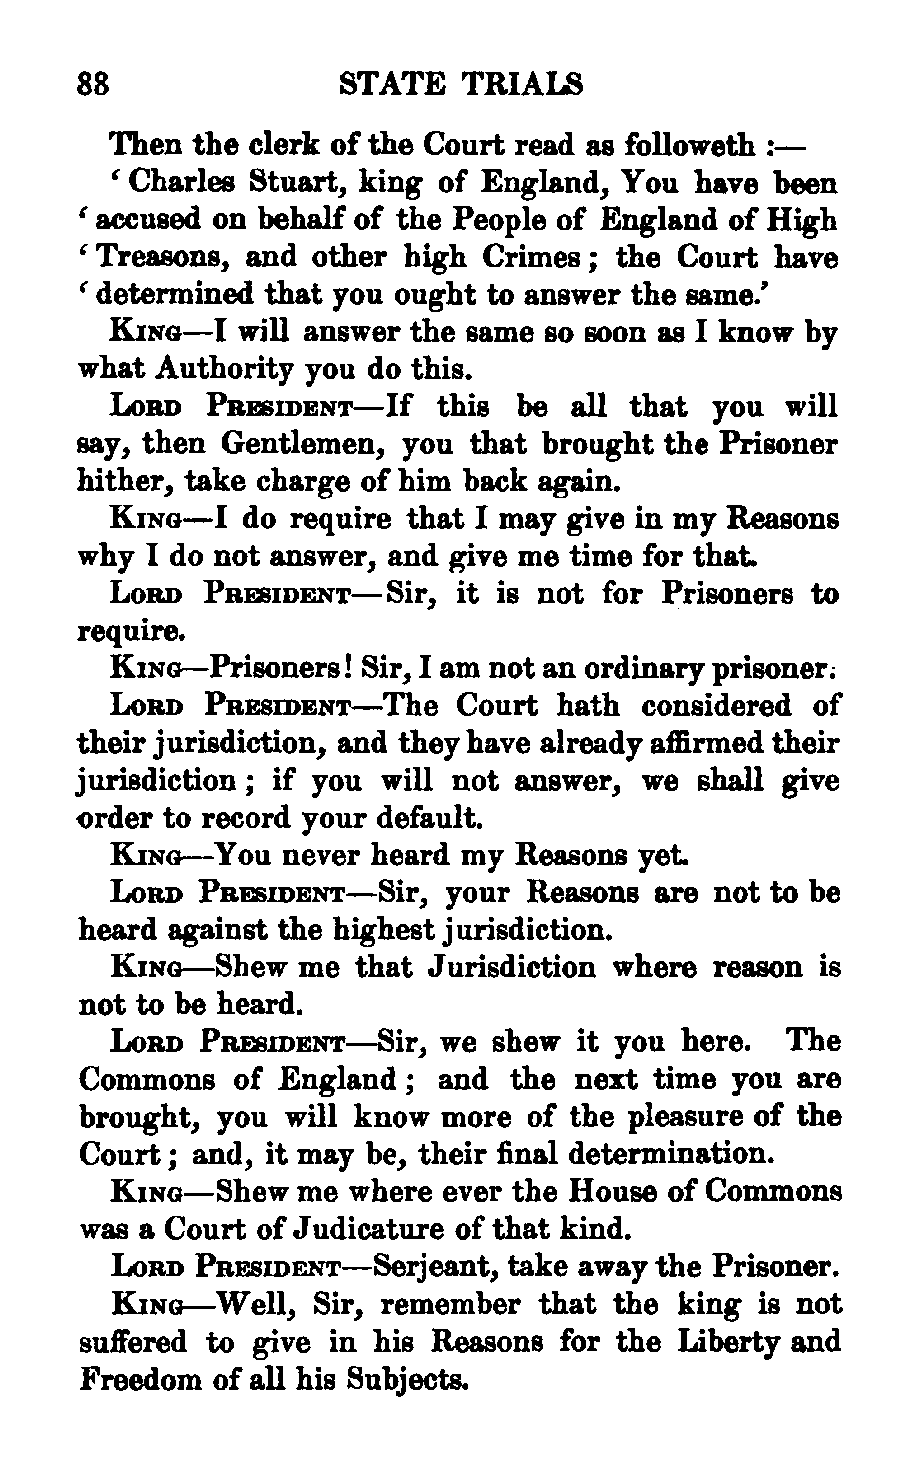 88 STATE TRIALS
Then the clerk of the Court read as followeth :—
‘ Charles Stuart, king of England, You have been
‘ accused on behalf of the People of England of High
‘ Treasons, and other high Crimes ; the Court have
‘ determined that you ought to answer the same.’
KING—I will answer the same so soon as I know by
what Authority you do this.
LORD PRESIDENT—If this be all that you will
say, then Gentlemen, you that brought the Prisoner
hither, take charge of him back again.
KING—I do require that I may give in my Reasons
why I do not answer, and give me time for that.
LORD PRESIDENT—Sir, it is not for Prisoners to
require.
KING—Prisoners! Sir, I am not an ordinary prisoner.
LORD PRESIDENT—The Court hath considered of
their jurisdiction, and they have already affirmed their
jurisdiction ; if you will not answer, we shall give
order to record your default.
KING—You never heard my Reasons yet.
LORD PRESIDENT—Sir, your Reasons are not to be
heard against the highest jurisdiction.
KING—Shew me that Jurisdiction where reason is
not to be heard.
LORD PRESIDENT—Sir, we shew it you here. The
Commons of England ; and the next time you are
brought, you will know more of the pleasure of the
Court ; and, it may be, their final determination.
KING—Shew me where ever the House of Commons
was a Court of Judicature of that kind.
LORD PRESIDENT—Serjeant, take away the Prisoner.
KING—Well, Sir, remember that the king is not
suffered to give in his Reasons for the Liberty and
Freedom of all his Subjects.